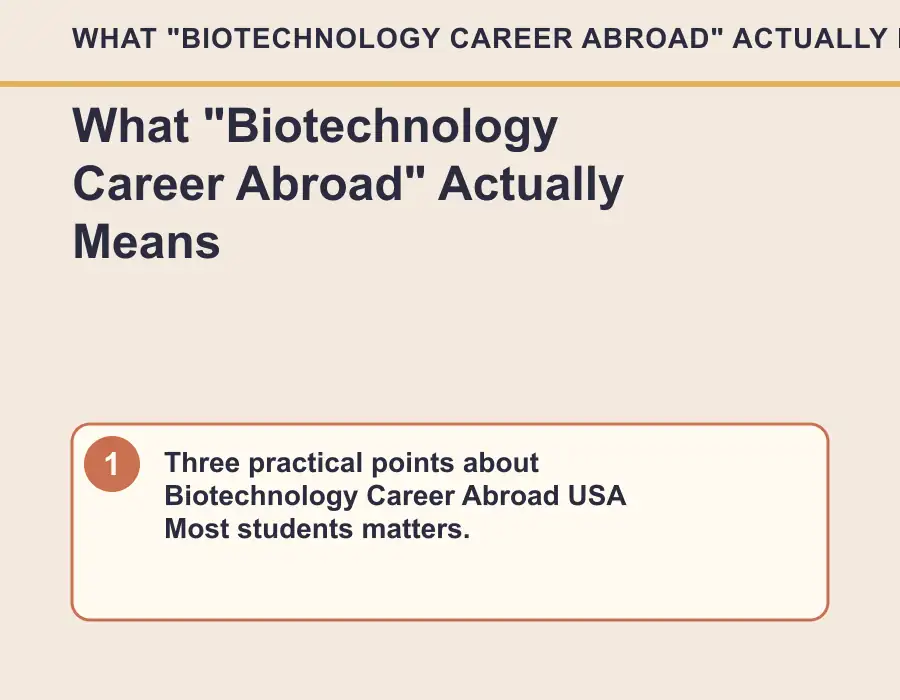 WHAT "BIOTECHNOLOGY CAREER ABROAD" ACTUALLY
What "Biotechnology
Career Abroad" Actually
Means
1
Three practical points about
Biotechnology Career Abroad USA
Most students matters.